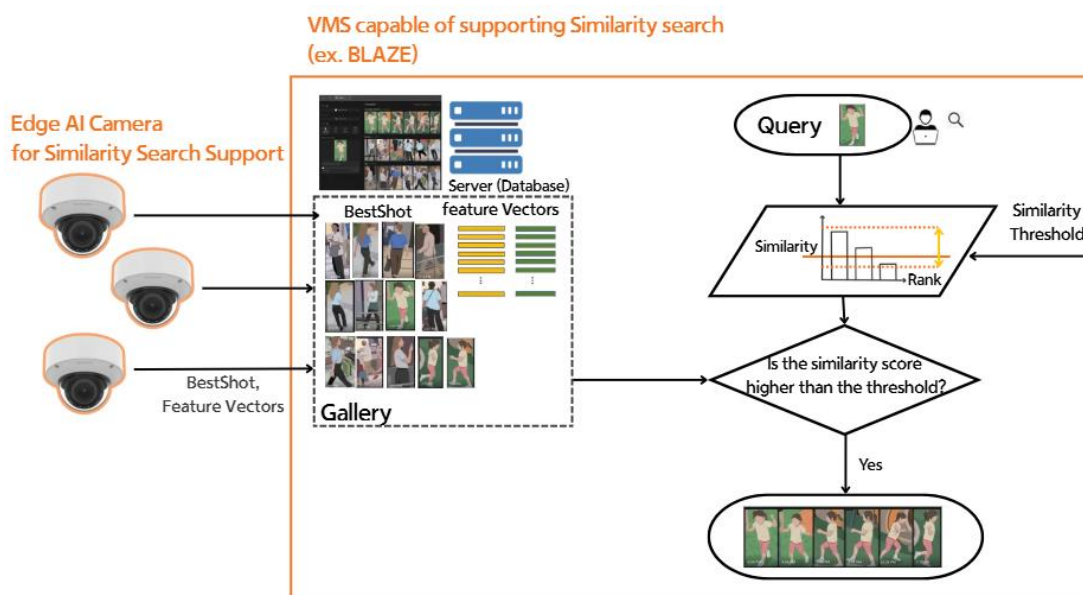 VMS capable of supporting Similarity search
(ex. BLAZE)
Edge AI Camera
for Similarity Search Support
Server (Database)
BestShot
feature Vectors
BestShot,
Feature Vectors
Gallery
Query
Similarity
Rank
Similarity
Threshold
Is the similarity score
higher than the threshold?
Yes